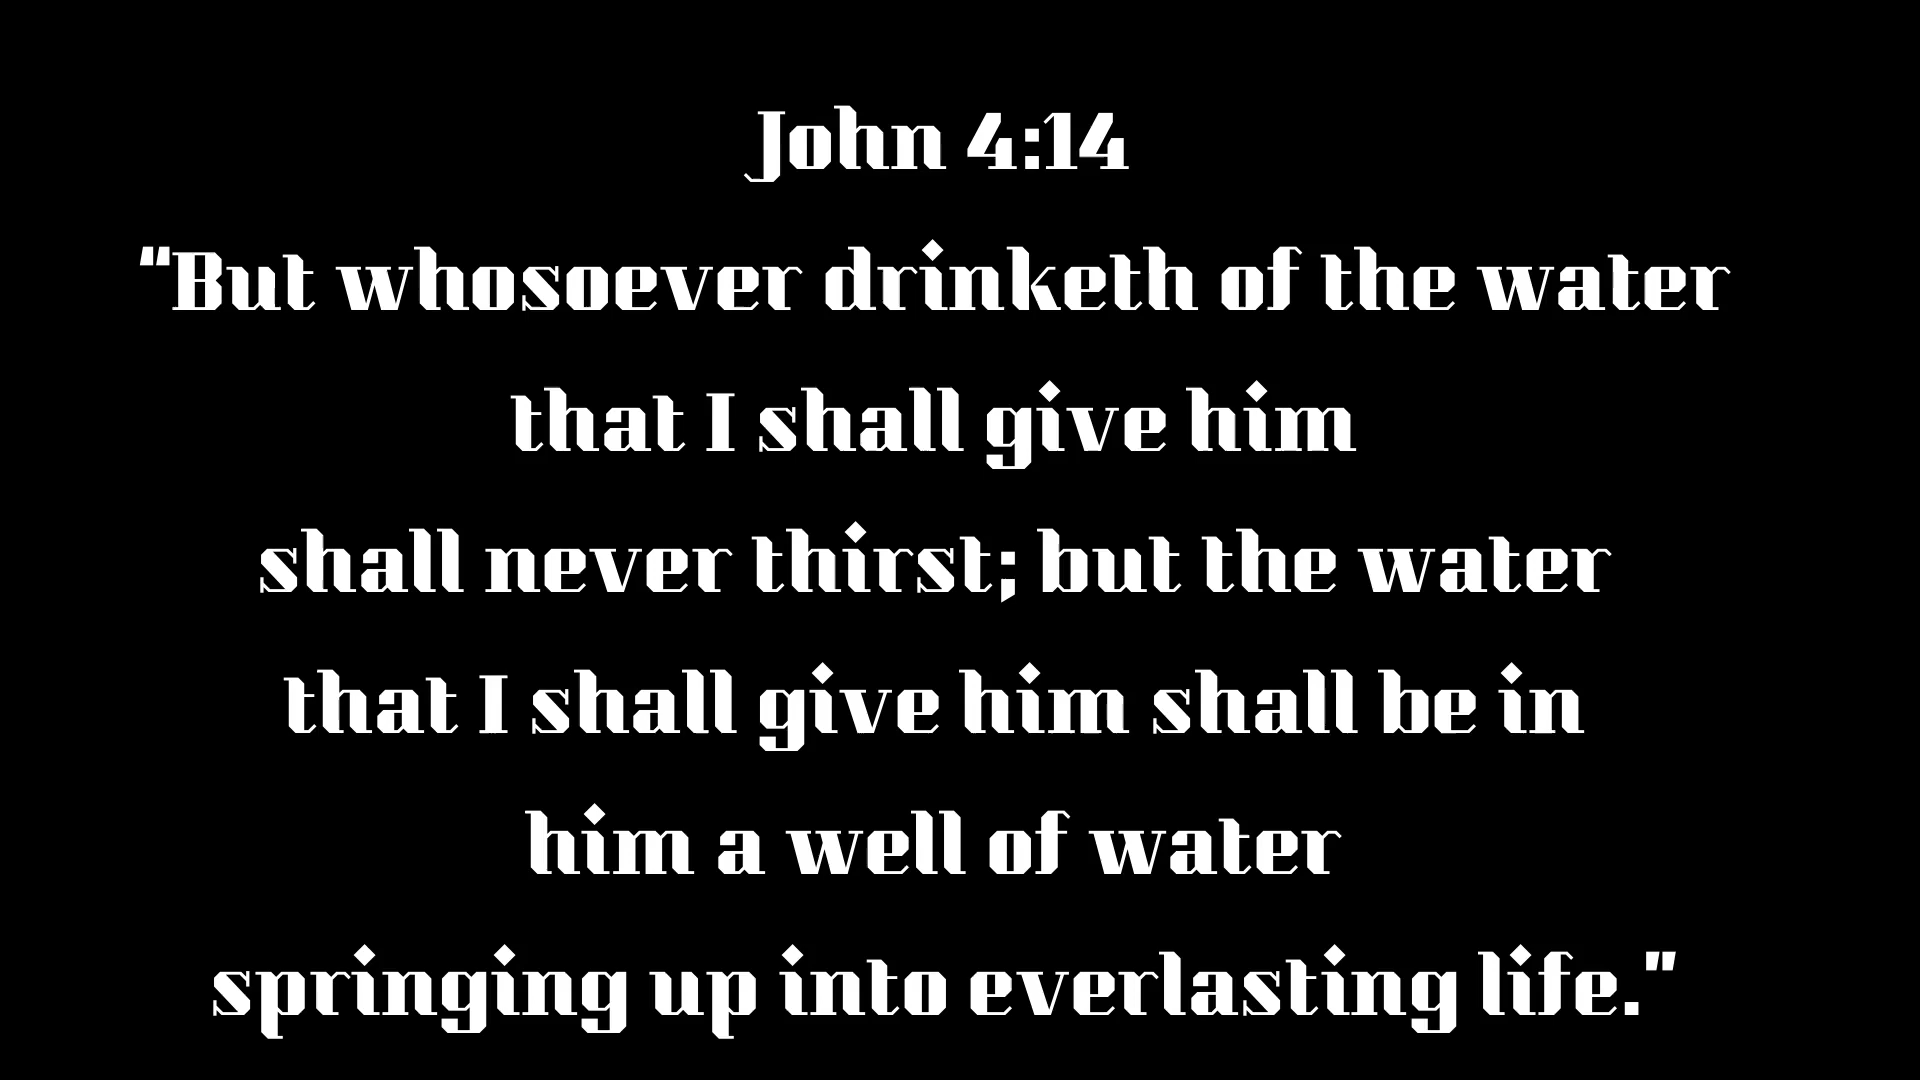 John 4:14
"But whosoever drinketh of the water
that I shall give him
shall never thirst; but the water
that I shall give him shall be in
him a well of water
springing up into everlasting life."